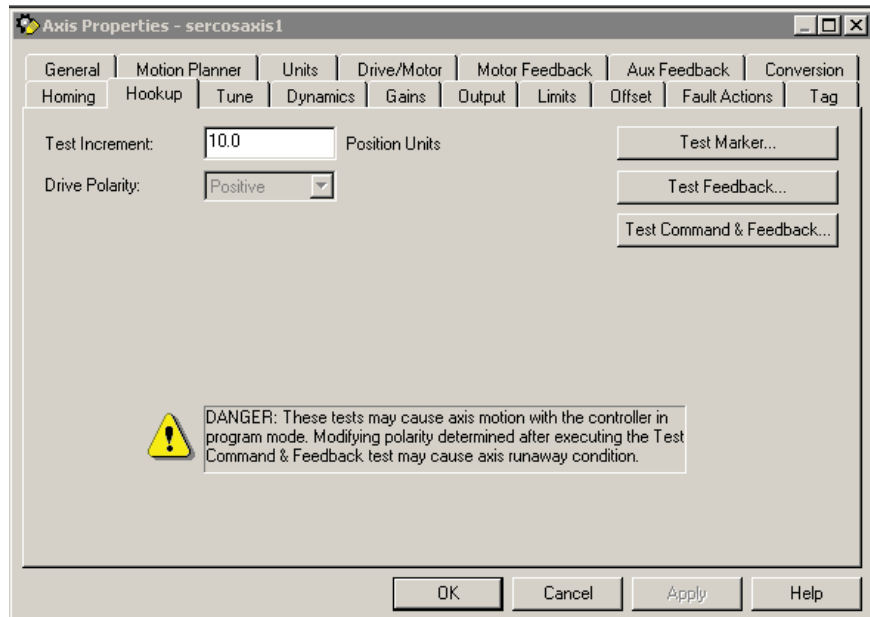 Axis Properties - sercosaxis1
General Motion Planner Units Drive/Motor Motor Feedback Aux Feedback Conversion
Homing Hookup Tune Dynamics Gains Output Limits Offset Fault Actions Tag
Test Increment: 10.0 Position Units Test Marker...
Drive Polarity: Positive Test Feedback...
Test Command & Feedback...
DANGER: These tests may cause axis motion with the controller in
program mode. Modifying polarity determined after executing the Test
Command & Feedback test may cause axis runaway condition.
OK Cancel Apply Help